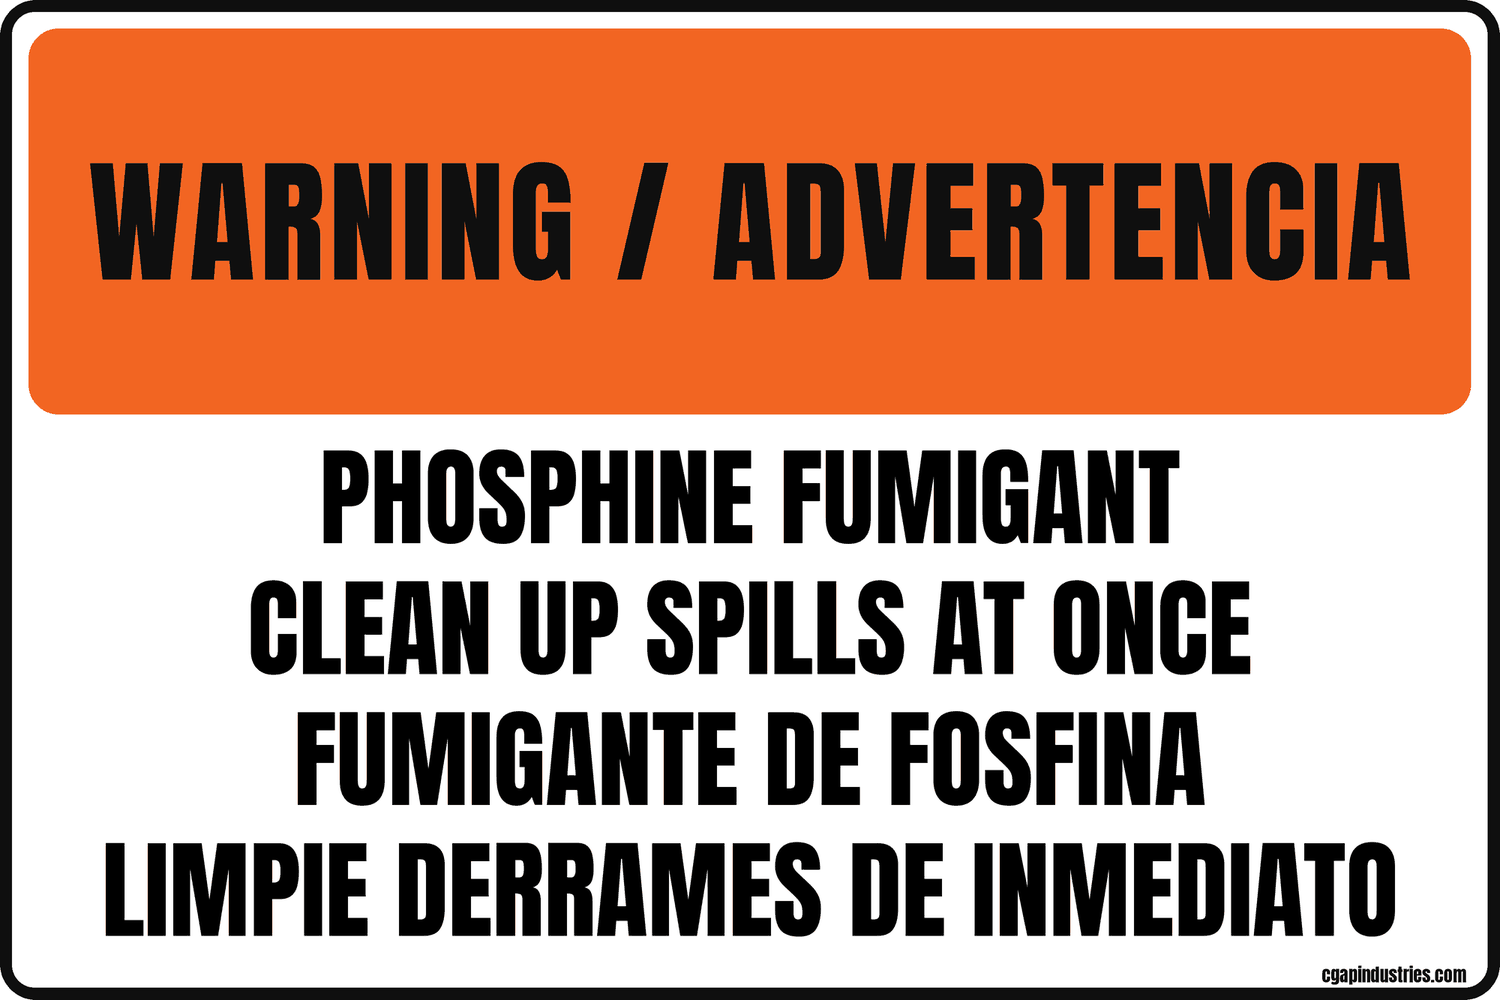 WARNING / ADVERTENCIA
PHOSPHINE FUMIGANT
CLEAN UP SPILLS AT ONCE
FUMIGANTE DE FOSFINA
LIMPIE DERRAMES DE INMEDIATO
cgapindustries.com